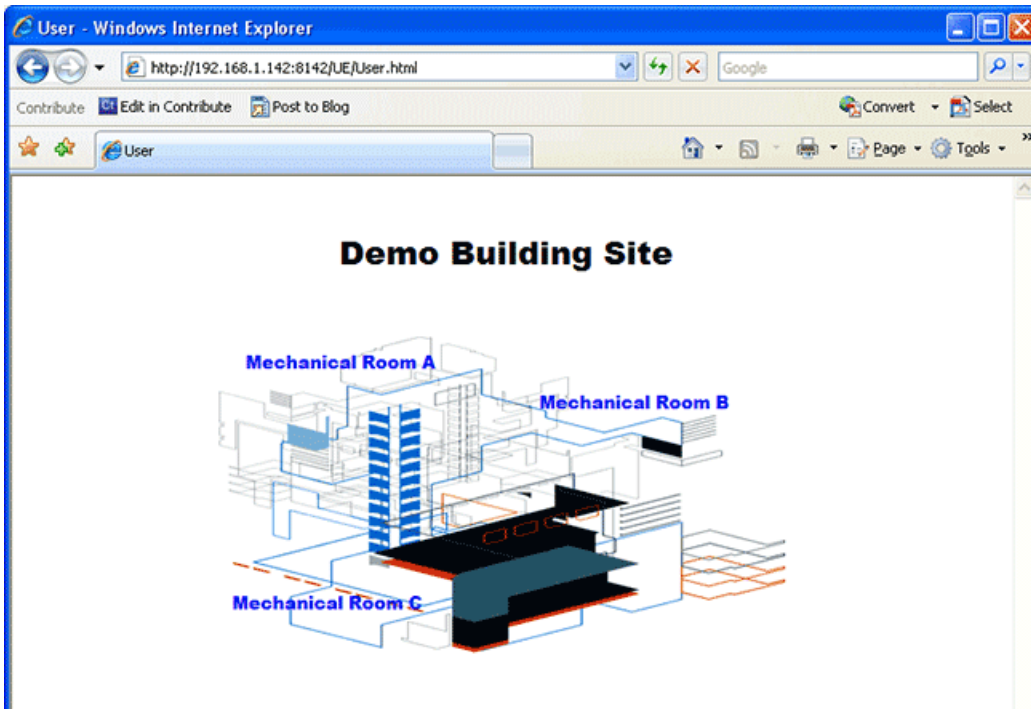 User - Windows Internet Explorer
http://192.168.1.142:8142/UE/User.html
Google
Contribute Edit in Contribute Post to Blog Convert Select
User Page Tools
Demo Building Site
Mechanical Room A
Mechanical Room B
Mechanical Room C